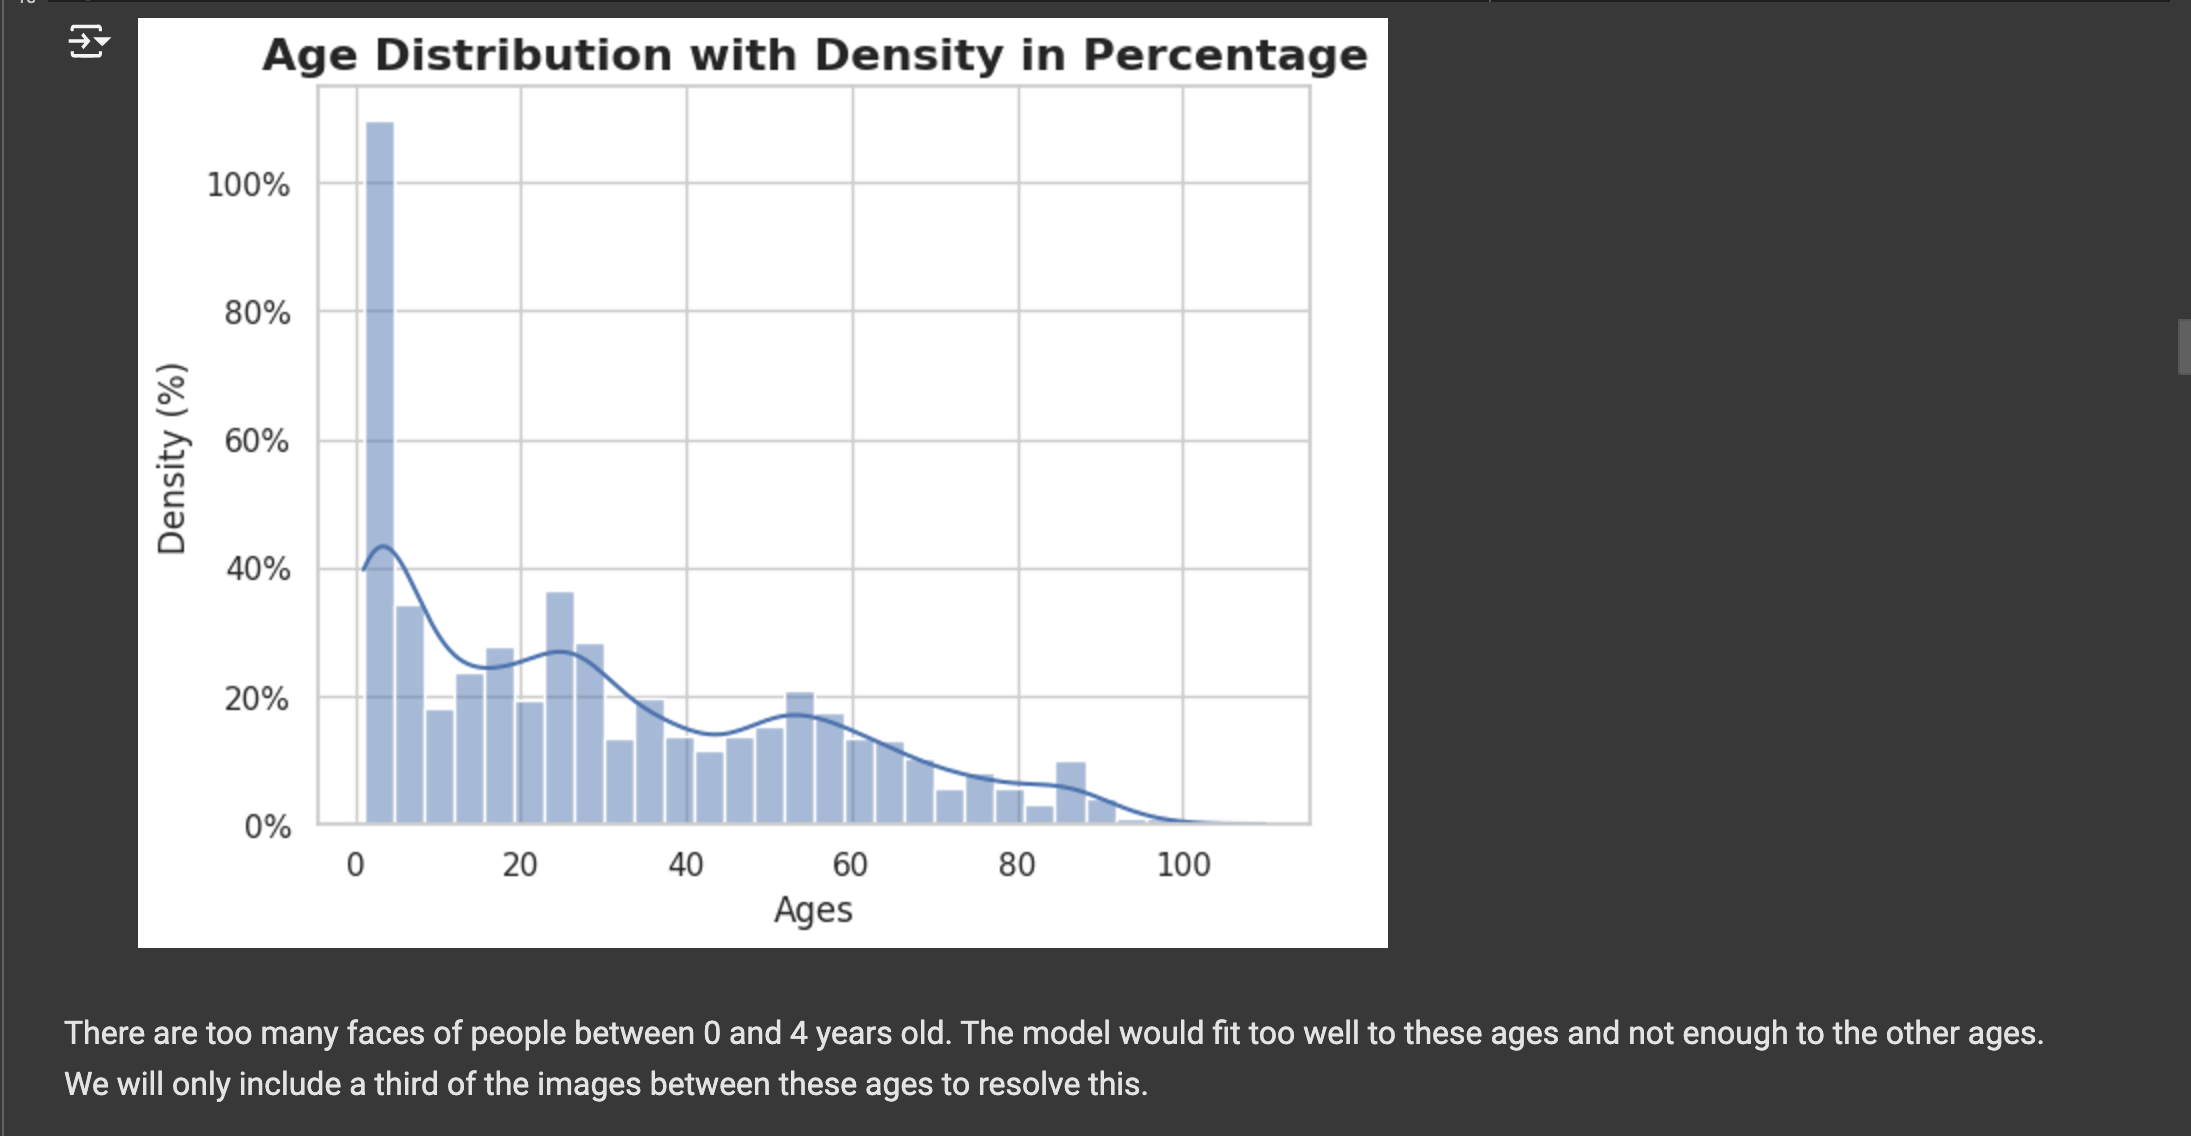 Age Distribution with Density in Percentage
100%
80%
60%
40%
20%
0%
Density (%)
0 20 40 60 80 100
Ages
There are too many faces of people between 0 and 4 years old. The model would fit too well to these ages and not enough to the other ages.
We will only include a third of the images between these ages to resolve this.